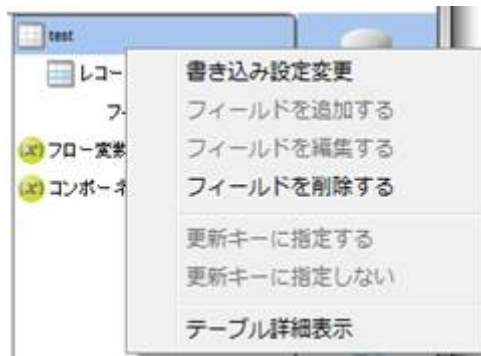 test
レコー
フ
フロー変数
コンポーネ
書き込み設定変更
フィールドを追加する
フィールドを編集する
フィールドを削除する
更新キーに指定する
更新キーに指定しない
テーブル詳細表示